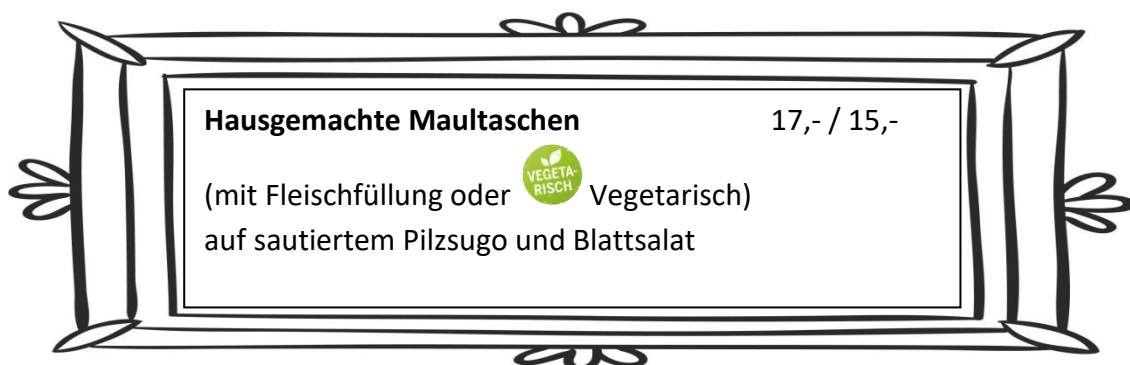 Hausgemachte Maultaschen 17,- / 15,-
(mit Fleischfüllung oder VEGETA-RISCH Vegetarisch)
auf sautiertem Pilzsugo und Blattsalat